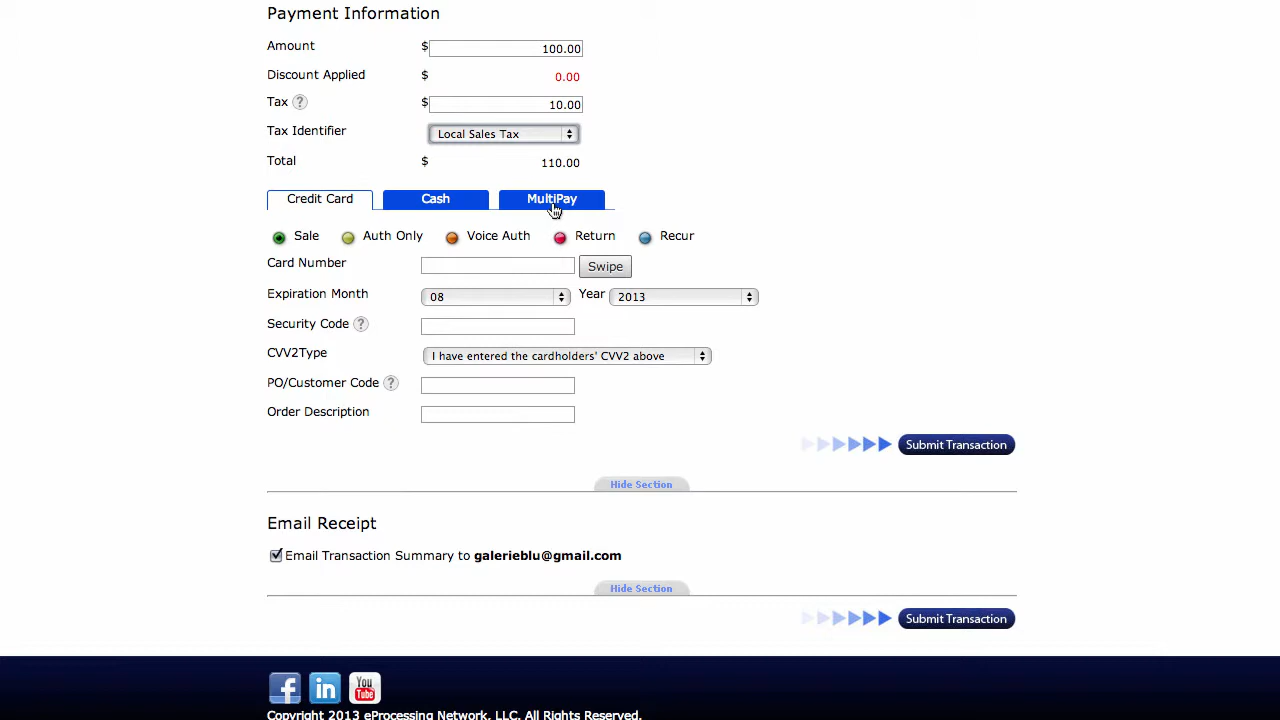 Payment Information
Amount $ 100.00
Discount Applied $ 0.00
Tax ? $ 10.00
Tax Identifier Local Sales Tax
Total $ 110.00
Credit Card Cash MultiPay
Sale Auth Only Voice Auth Return Recur
Card Number Swipe
Expiration Month 08 Year 2013
Security Code ?
CVV2Type I have entered the cardholders' CVV2 above
PO/Customer Code ?
Order Description
Submit Transaction
Hide Section
Email Receipt
Email Transaction Summary to galerieblu@gmail.com
Hide Section
Submit Transaction
f in You Tube
Copyright 2013 eProcessing Network, LLC. All Rights Reserved.